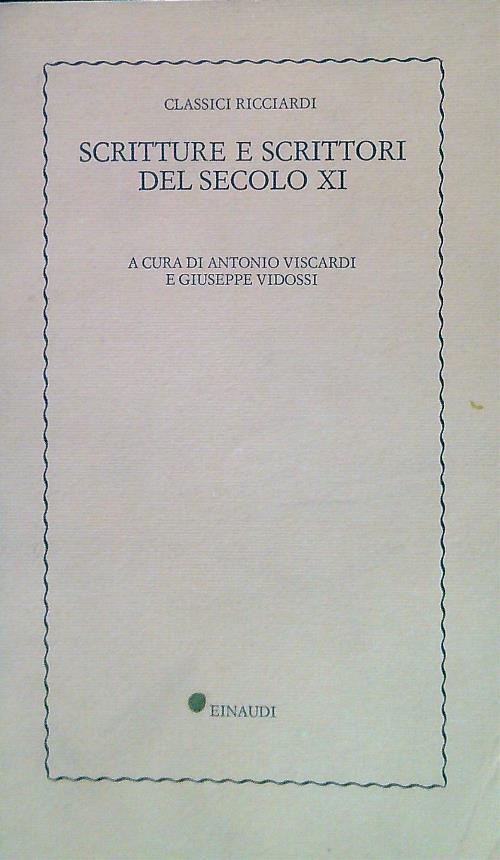 CLASSICI RICCIARDI
SCRITTURE E SCRITTORI
DEL SECOLO XI
A CURA DI ANTONIO VISCARDI
E GIUSEPPE VIDOSSI
EINAUDI